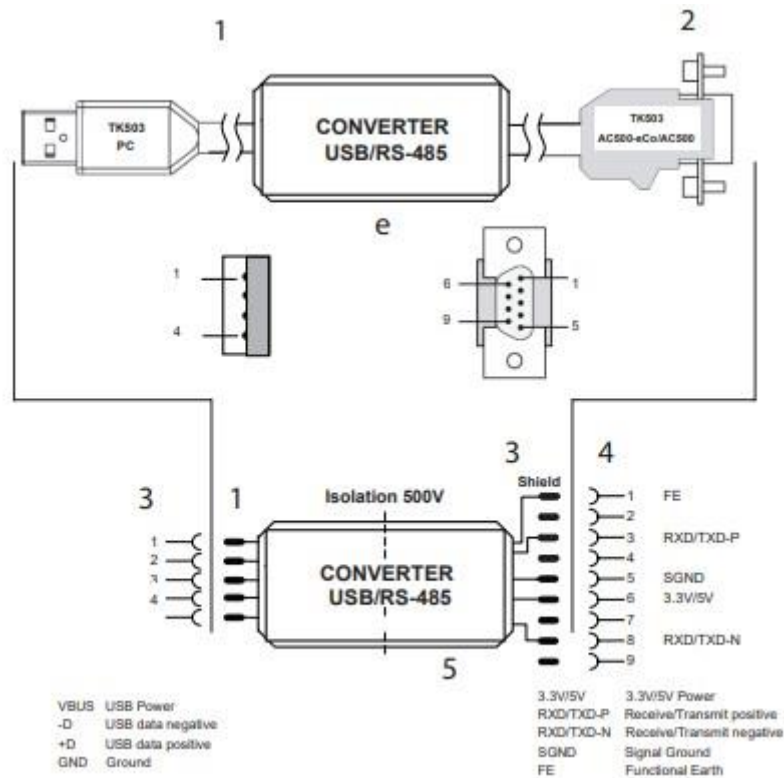 1
2
TK503
PC
CONVERTER
USB/RS-485
TK503
AC500-eCo/AC500
e
1
4
6
1
9
5
3
1
Isolation 500V
3
Shield
4
1
2
3
4
CONVERTER
USB/RS-485
5
1 FE
2
3 RXD/TXD-P
4
5 SGND
6 3.3V/5V
7
8 RXD/TXD-N
9
VBUS USB Power
-D USB data negative
+D USB data positive
GND Ground
3.3V/5V 3.3V/5V Power
RXD/TXD-P Receive/Transmit positive
RXD/TXD-N Receive/Transmit negative
SGND Signal Ground
FE Functional Earth